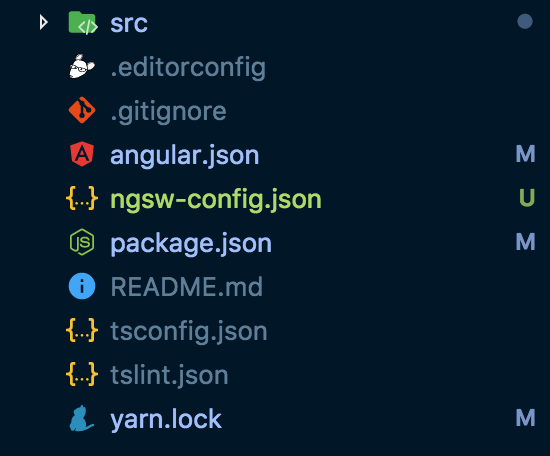 src
.editorconfig
.gitignore
angular.json M
ngsw-config.json U
package.json M
README.md
tsconfig.json
tslint.json
yarn.lock M